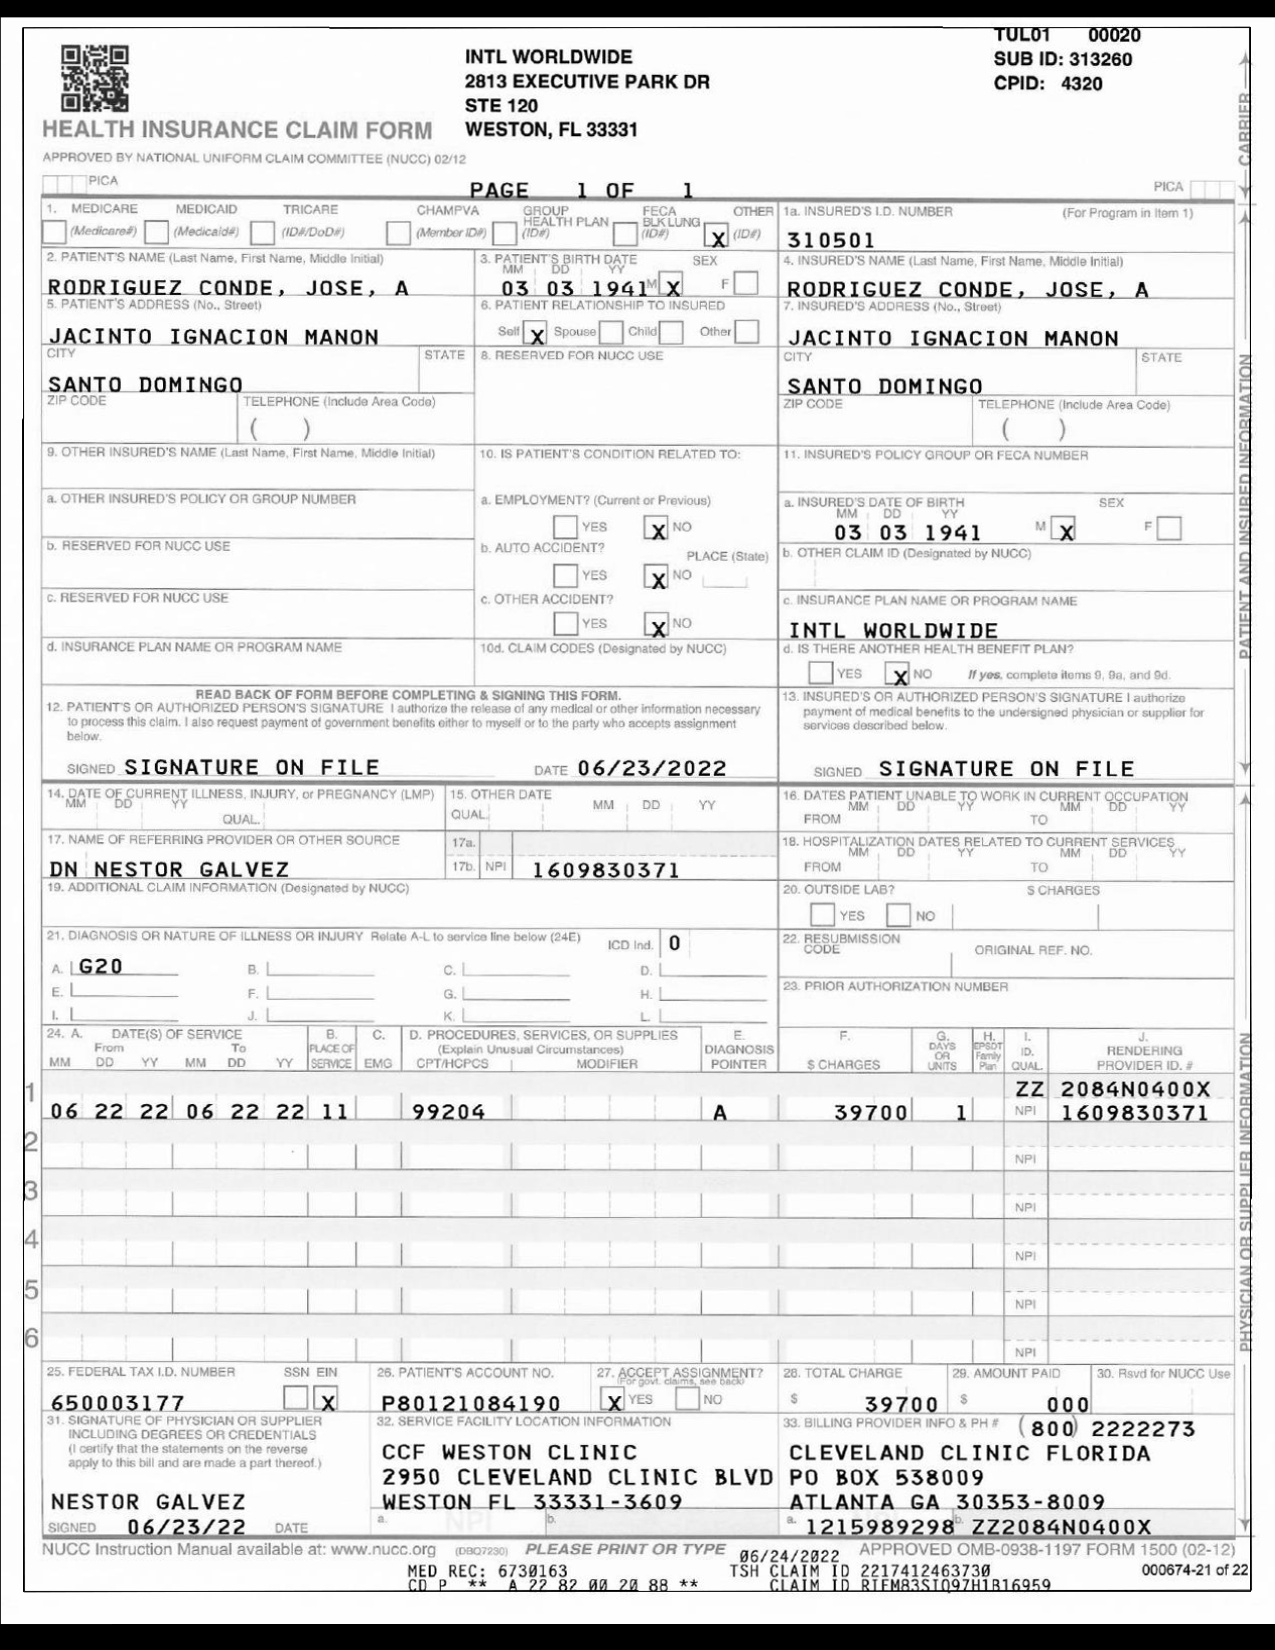 TUL01 00020
INTL WORLDWIDE
SUB ID: 313260
2813 EXECUTIVE PARK DR
CPID: 4320
STE 120
HEALTH INSURANCE CLAIM FORM
WESTON, FL 33331
APPROVED BY NATIONAL UNIFORM CLAIM COMMITTEE (NUCC) 02/12
PICA
PAGE 1 OF 1
PICA
CARRIER
1. MEDICARE MEDICAID TRICARE CHAMPVA GROUP HEALTH PLAN FECA BLK LUNG OTHER
(Medicare#) (Medicaid#) (ID#/DoD#) (Member ID#) (ID#) (ID#) X (ID#)
1a. INSURED'S I.D. NUMBER (For Program in Item 1)
310501
2. PATIENT'S NAME (Last Name, First Name, Middle Initial)
RODRIGUEZ CONDE, JOSE, A
3. PATIENT'S BIRTH DATE SEX
MM DD YY
03 03 1941 M X F
4. INSURED'S NAME (Last Name, First Name, Middle Initial)
RODRIGUEZ CONDE, JOSE, A
5. PATIENT'S ADDRESS (No., Street)
JACINTO IGNACION MANON
6. PATIENT RELATIONSHIP TO INSURED
Self X Spouse Child Other
7. INSURED'S ADDRESS (No., Street)
JACINTO IGNACION MANON
CITY STATE
SANTO DOMINGO
8. RESERVED FOR NUCC USE
CITY STATE
SANTO DOMINGO
ZIP CODE TELEPHONE (Include Area Code)
( )
ZIP CODE TELEPHONE (Include Area Code)
( )
9. OTHER INSURED'S NAME (Last Name, First Name, Middle Initial)
10. IS PATIENT'S CONDITION RELATED TO:
11. INSURED'S POLICY GROUP OR FECA NUMBER
a. OTHER INSURED'S POLICY OR GROUP NUMBER
a. EMPLOYMENT? (Current or Previous)
YES X NO
a. INSURED'S DATE OF BIRTH SEX
MM DD YY
03 03 1941 M X F
b. RESERVED FOR NUCC USE
b. AUTO ACCIDENT? PLACE (State)
YES X NO
b. OTHER CLAIM ID (Designated by NUCC)
c. RESERVED FOR NUCC USE
c. OTHER ACCIDENT?
YES X NO
c. INSURANCE PLAN NAME OR PROGRAM NAME
INTL WORLDWIDE
d. INSURANCE PLAN NAME OR PROGRAM NAME
10d. CLAIM CODES (Designated by NUCC)
d. IS THERE ANOTHER HEALTH BENEFIT PLAN?
YES X NO If yes, complete items 9, 9a, and 9d.
READ BACK OF FORM BEFORE COMPLETING & SIGNING THIS FORM.
12. PATIENT'S OR AUTHORIZED PERSON'S SIGNATURE I authorize the release of any medical or other information necessary
to process this claim. I also request payment of government benefits either to myself or to the party who accepts assignment
below.
SIGNED SIGNATURE ON FILE DATE 06/23/2022
13. INSURED'S OR AUTHORIZED PERSON'S SIGNATURE I authorize
payment of medical benefits to the undersigned physician or supplier for
services described below.
SIGNED SIGNATURE ON FILE
PATIENT AND INSURED INFORMATION
14. DATE OF CURRENT ILLNESS, INJURY, or PREGNANCY (LMP)
MM DD YY
QUAL.
15. OTHER DATE
QUAL. MM DD YY
16. DATES PATIENT UNABLE TO WORK IN CURRENT OCCUPATION
MM DD YY MM DD YY
FROM TO
17. NAME OF REFERRING PROVIDER OR OTHER SOURCE
DN NESTOR GALVEZ
17a.
17b. NPI 1609830371
18. HOSPITALIZATION DATES RELATED TO CURRENT SERVICES
MM DD YY MM DD YY
FROM TO
19. ADDITIONAL CLAIM INFORMATION (Designated by NUCC)
20. OUTSIDE LAB? $ CHARGES
YES NO
21. DIAGNOSIS OR NATURE OF ILLNESS OR INJURY Relate A-L to service line below (24E) ICD Ind. 0
A. G20 B. C. D.
E. F. G. H.
I. J. K. L.
22. RESUBMISSION CODE ORIGINAL REF. NO.
23. PRIOR AUTHORIZATION NUMBER
24. A. DATE(S) OF SERVICE B. C. D. PROCEDURES, SERVICES, OR SUPPLIES E. F. G. H. I. J.
From To PLACE OF (Explain Unusual Circumstances) DIAGNOSIS DAYS OR EPSDT Family ID. RENDERING
MM DD YY MM DD YY SERVICE EMG CPT/HCPCS MODIFIER POINTER $ CHARGES UNITS Plan QUAL. PROVIDER ID. #
1
ZZ 2084N0400X
06 22 22 06 22 22 11 99204 A 39700 1 NPI 1609830371
2
NPI
3
NPI
4
NPI
5
NPI
6
NPI
PHYSICIAN OR SUPPLIER INFORMATION
25. FEDERAL TAX I.D. NUMBER SSN EIN
650003177 X
26. PATIENT'S ACCOUNT NO.
P80121084190
27. ACCEPT ASSIGNMENT?
(For govt. claims, see back)
X YES NO
28. TOTAL CHARGE
$ 39700
29. AMOUNT PAID
$ 000
30. Rsvd for NUCC Use
31. SIGNATURE OF PHYSICIAN OR SUPPLIER
INCLUDING DEGREES OR CREDENTIALS
(I certify that the statements on the reverse
apply to this bill and are made a part thereof.)
NESTOR GALVEZ
SIGNED 06/23/22 DATE
32. SERVICE FACILITY LOCATION INFORMATION
CCF WESTON CLINIC
2950 CLEVELAND CLINIC BLVD
WESTON FL 33331-3609
a. NPI b.
33. BILLING PROVIDER INFO & PH # (800) 2222273
CLEVELAND CLINIC FLORIDA
PO BOX 538009
ATLANTA GA 30353-8009
a. 1215989298 b. ZZ2084N0400X
NUCC Instruction Manual available at: www.nucc.org (DBQ7230) PLEASE PRINT OR TYPE 06/24/2022 APPROVED OMB-0938-1197 FORM 1500 (02-12)
MED REC: 6730163 TSH CLAIM ID 2217412463730 000674-21 of 22
CD P ** A 22 82 00 20 88 ** CLAIM ID RIFM83SIQ97H1B16959